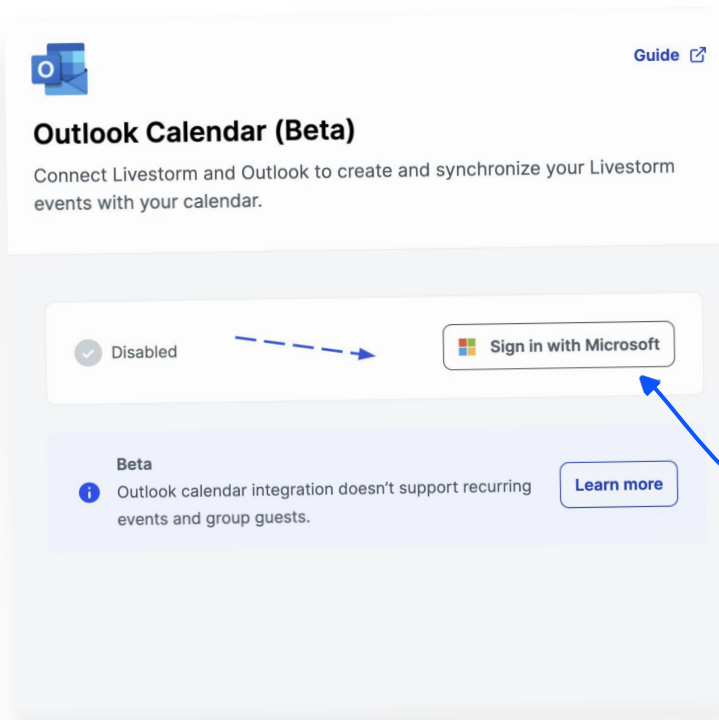 O
Guide
Outlook Calendar (Beta)
Connect Livestorm and Outlook to create and synchronize your Livestorm
events with your calendar.
Disabled
Sign in with Microsoft
Beta
Outlook calendar integration doesn’t support recurring
events and group guests.
Learn more